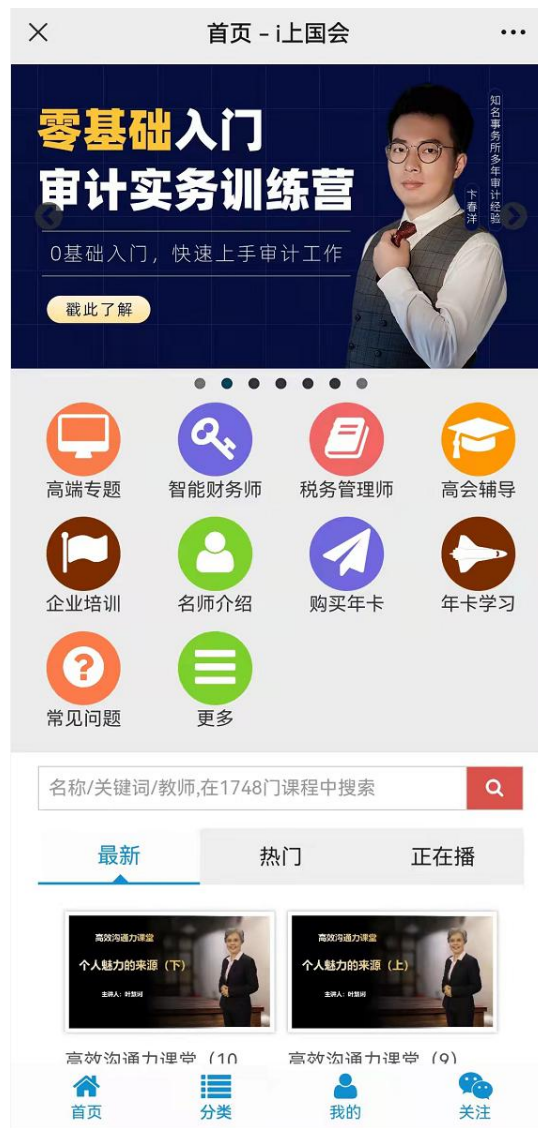 首页 – i上国会
零基础入门
审计实务训练营
0基础入门，快速上手审计工作
戳此了解
知名事务所多年审计经验
卞春洋
高端专题
智能财务师
税务管理师
高会辅导
企业培训
名师介绍
购买年卡
年卡学习
常见问题
更多
名称/关键词/教师,在1748门课程中搜索
最新
热门
正在播
高效沟通力课堂
个人魅力的来源（下）
主讲人：叶慧闵
高效沟通力课堂
个人魅力的来源（上）
主讲人：叶慧闵
高效沟通力课堂（10
高效沟通力课堂（9）
首页
分类
我的
关注